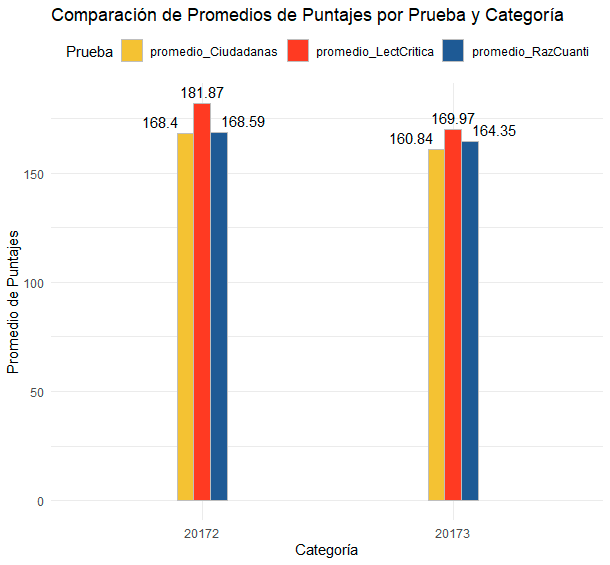 Comparación de Promedios de Puntajes por Prueba y Categoría
Prueba promedio_Ciudadanas promedio_LectCritica promedio_RazCuanti
181.87
168.4 168.59
169.97
160.84 164.35
150
100
50
0
Promedio de Puntajes
20172 20173
Categoría